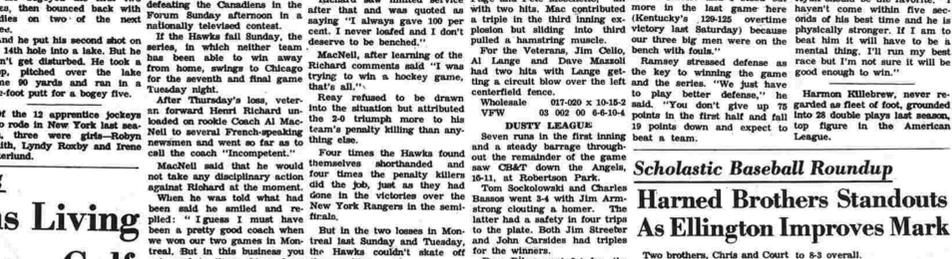 es, then bounced back with
dies on two of the next
ee.
And he put his second shot on
14th hole into a lake. But he
n't get disturbed. He took a
op, pitched over the lake
ne 90 yards and ran in a
e-foot putt for a bogey five.
Of the 12 apprentice jockeys
o rode in New York last sea-
three were girls—Robyn
ith, Lyndy Roxby and Irene
terlund.
s Living
defeating the Canadiens in the
Forum Sunday afternoon in a
nationally televised contest.
If the Hawks fail Sunday, the
series, in which neither team
has been able to win away
from home, swings to Chicago
for the seventh and final game
Tuesday night.
After Thursday's loss, veter-
an forward Henri Richard un-
loaded on rookie Coach Al Mac-
Neil to several French-speaking
newsmen and went so far as to
call the coach "Incompetent."
MacNeil said he would
not take any disciplinary action
against Richard at the moment.
When he was told what had
been said he smiled and re-
plied: "I guess I must have
been a pretty good coach when
we won our two games in Mon-
treal. But in this business you
after the game and was quoted as
saying "I always gave 100 per
cent. I never loafed and I don't
deserve to be benched."
MacNeil, after learning of the
Richard comments said "I was
trying to win a hockey game,
that's all."
Reay refused to be drawn
into the situation but attributed
the 2-0 triumph more to his
team's penalty killing than any-
thing else.
Four times the Hawks found
themselves shorthanded and
four times the penalty killers
did the job, just as they had
done in the victories over the
New York Rangers in the semi-
finals.
But in the two losses in Mon-
treal last Sunday and Tuesday,
the Hawks couldn't skate off
with two hits. Mac contributed
a triple in the third inning ex-
plosion but sliding into third
pulled a hamstring muscle.
For the Veterans, Jim Cello,
Al Lange and Dave Mazzoli
had two hits with Lange get-
ting a circuit blow over the left
centerfield fence.
Wholesale 017-020 x 10-15-2
VFW 03 002 00 6-6-10-4
DUSTY LEAGUE
Seven runs in the first inning
and a steady barrage through-
out the remainder of the game
saw CB&T down the Angels,
16-11, at Robertson Park.
Tom Sockolowski and Charles
Bassos went 3-4 with Jim Arm-
strong clouting a homer. The
latter had a safety in four trips
to the plate. Both Jim Streeter
and John Carsides had triples
for the winners.
more in the last game here
(Kentucky's 129-125 overtime
victory last Saturday) because
our three big men were on the
bench with fouls."
Ramsey stressed defense as
the key to winning the game
and the series. "We just have
to play better defense," he
said. "You don't give up 75
points in the first half and fall
19 points down and expect to
beat a team.
haven't come within five sec-
onds of his best time and he is
physically stronger. If I am to
beat him it will have to be a
mental thing. I'll run my best
race but I'm not sure it will be
good enough to win."
Harmon Killebrew, never re-
garded as fleet of foot, grounded
into 28 double plays last season,
top figure in the American
League.
Scholastic Baseball Roundup
Harned Brothers Standouts
As Ellington Improves Mark
Two brothers, Chris and Court
to 8-3 overall.